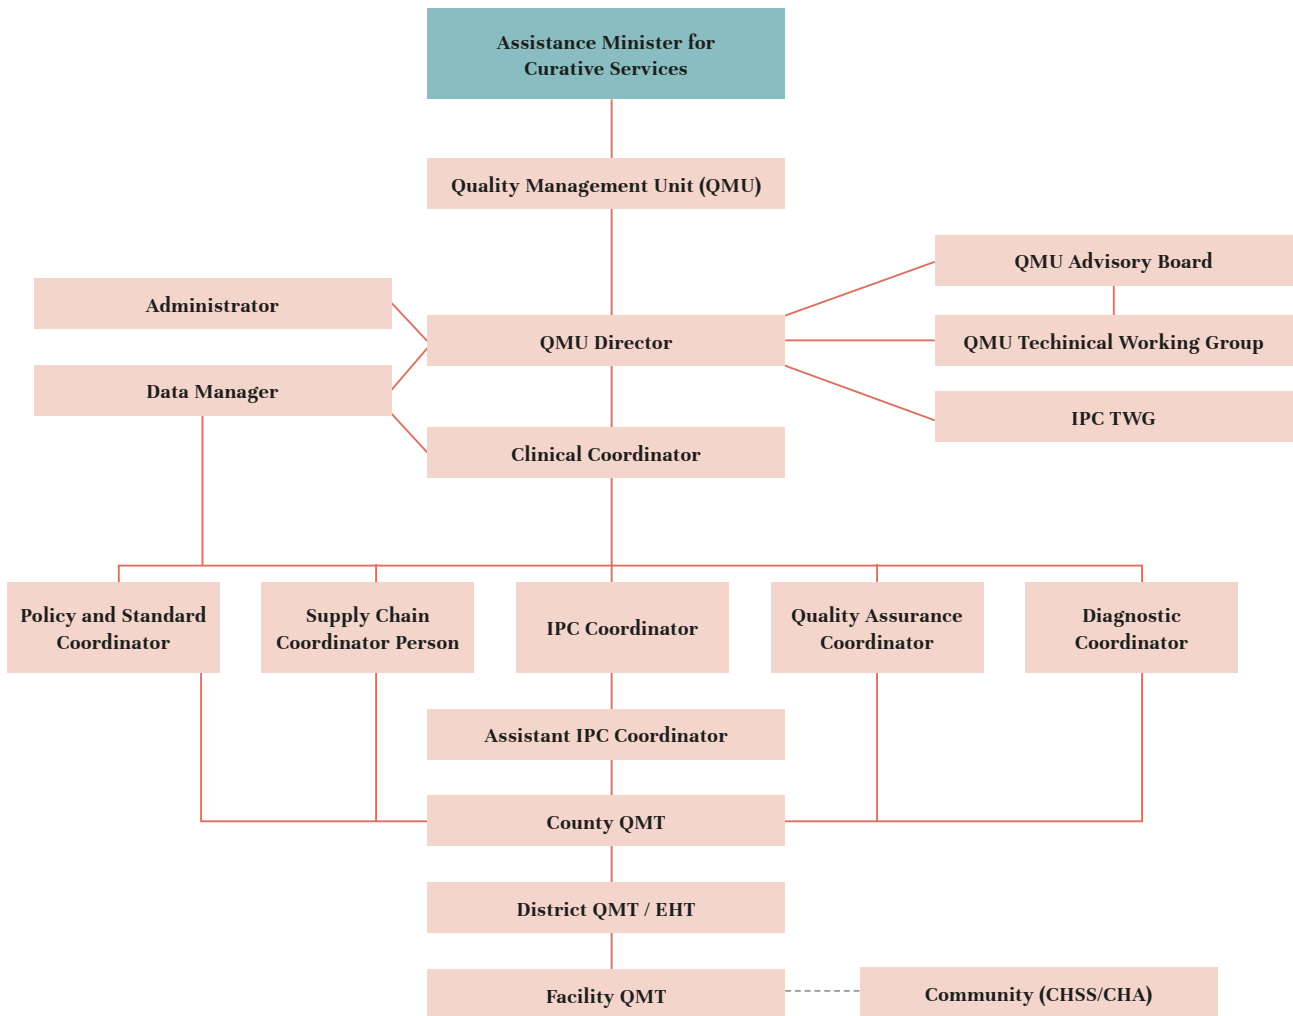 Assistance Minister for
Curative Services
Quality Management Unit (QMU)
QMU Advisory Board
Administrator
QMU Director
QMU Techinical Working Group
Data Manager
IPC TWG
Clinical Coordinator
Policy and Standard
Coordinator
Supply Chain
Coordinator Person
IPC Coordinator
Quality Assurance
Coordinator
Diagnostic
Coordinator
Assistant IPC Coordinator
County QMT
District QMT / EHT
Facility QMT
Community (CHSS/CHA)